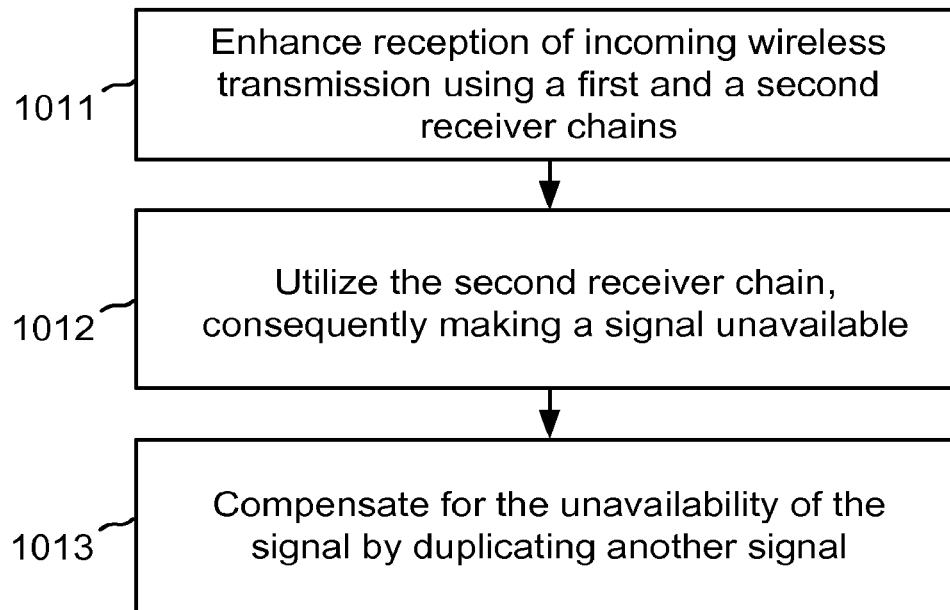 Enhance reception of incoming wireless
transmission using a first and a second
receiver chains
1011
Utilize the second receiver chain,
consequently making a signal unavailable
1012
Compensate for the unavailability of the
signal by duplicating another signal
1013